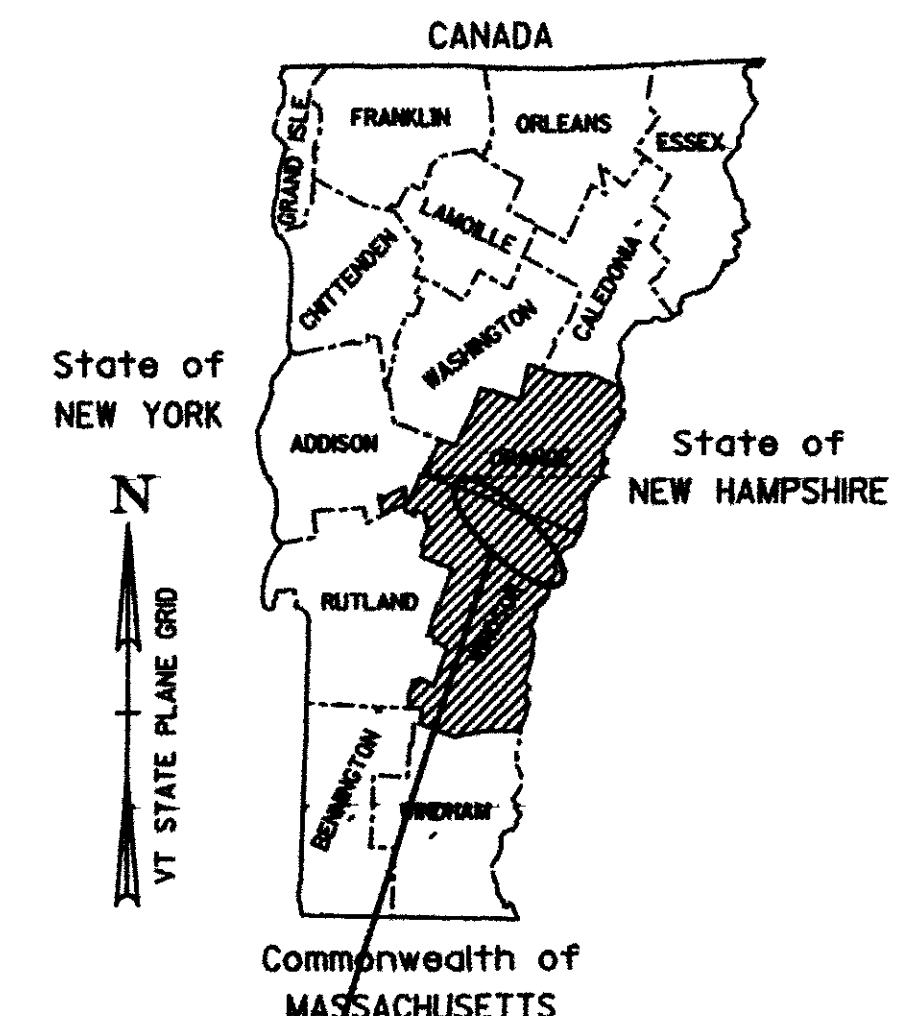 CANADA
GRAND ISLE
FRANKLIN
ORLEANS
ESSEX
LAMOILLE
CHITTENDEN
CALEDONIA
WASHINGTON
State of
NEW YORK
ADDISON
ORANGE
State of
NEW HAMPSHIRE
N
VT STATE PLANE GRID
RUTLAND
WINDSOR
BENNINGTON
WINDHAM
Commonwealth of
MASSACHUSETTS